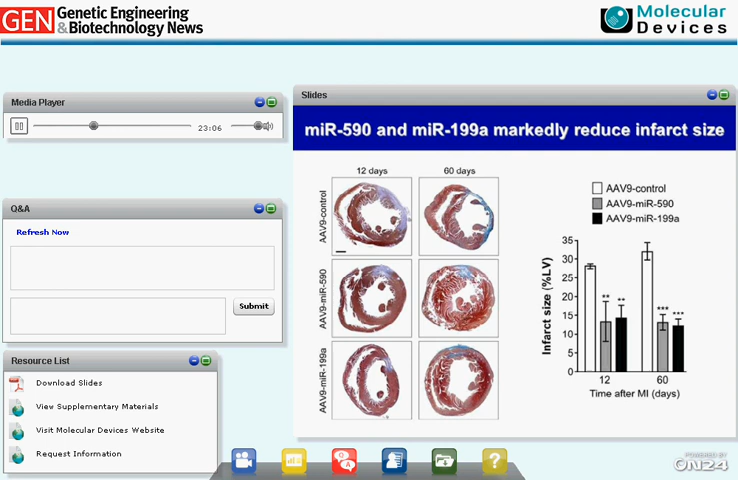 GEN Genetic Engineering
& Biotechnology News
Molecular
Devices
Media Player
23:06
Q&A
Refresh Now
Submit
Resource List
Download Slides
View Supplementary Materials
Visit Molecular Devices Website
Request Information
Slides
miR-590 and miR-199a markedly reduce infarct size
12 days
60 days
AAV9-control
AAV9-miR-590
AAV9-miR-199a
AAV9-control
AAV9-miR-590
AAV9-miR-199a
Infarct size (%LV)
35
30
25
20
15
10
5
0
** **
*** ***
12
60
Time after MI (days)
Q
A
?
POWERED BY
ON24